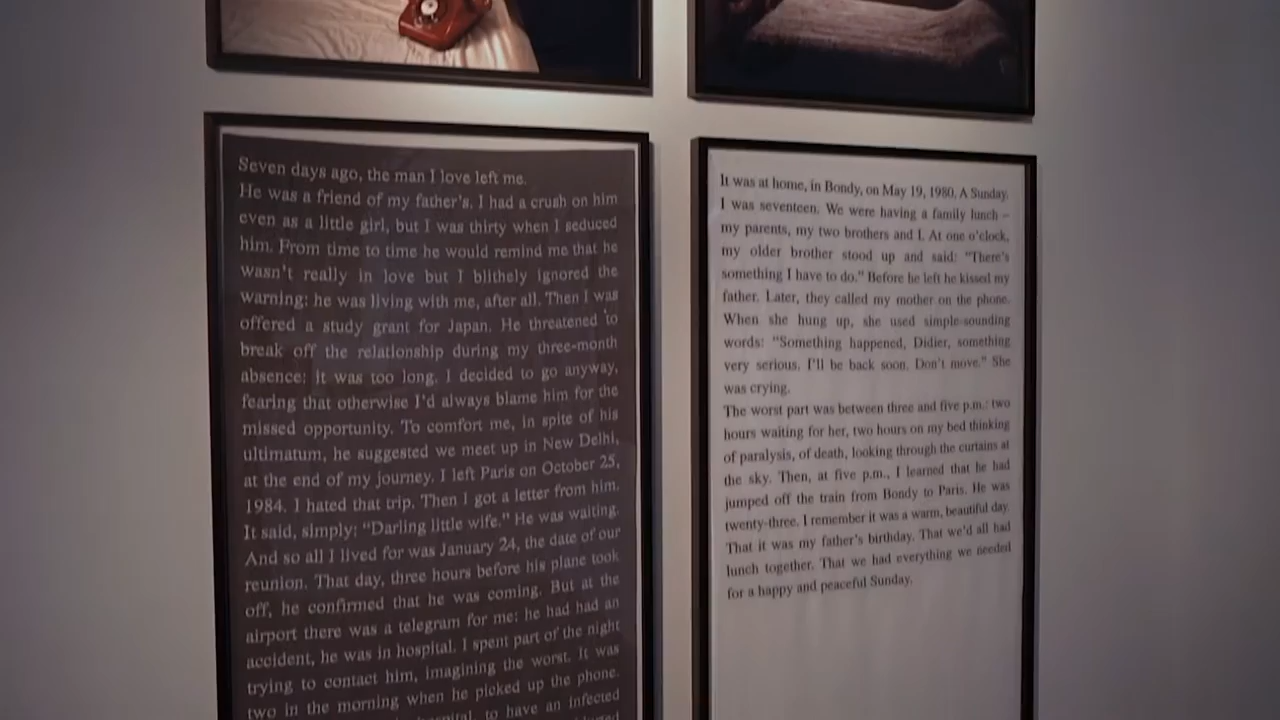 Seven days ago, the man I love left me.
He was a friend of my father's. I had a crush on him
even as a little girl, but I was thirty when I seduced
him. From time to time he would remind me that he
wasn't really in love but I blithely ignored the
warning: he was living with me, after all. Then I was
offered a study grant for Japan. He threatened to
break off the relationship during my three-month
absence: it was too long. I decided to go anyway,
fearing that otherwise I'd always blame him for the
missed opportunity. To comfort me, in spite of his
ultimatum, he suggested we meet up in New Delhi,
at the end of my journey. I left Paris on October 25,
1984. I hated that trip. Then I got a letter from him.
It said, simply: "Darling little wife." He was waiting.
And so all I lived for was January 24, the date of our
reunion. That day, three hours before his plane took
off, he confirmed that he was coming. But at the
airport there was a telegram for me: he had had an
accident, he was in hospital. I spent part of the night
trying to contact him, imagining the worst. It was
two in the morning when he picked up the phone.
hospital, to have an infected
It was at home, in Bondy, on May 19, 1980. A Sunday.
I was seventeen. We were having a family lunch –
my parents, my two brothers and I. At one o'clock,
my older brother stood up and said: "There's
something I have to do." Before he left he kissed my
father. Later, they called my mother on the phone.
When she hung up, she used simple-sounding
words: "Something happened, Didier, something
very serious. I'll be back soon. Don't move." She
was crying.
The worst part was between three and five p.m.: two
hours waiting for her, two hours on my bed thinking
of paralysis, of death, looking through the curtains at
the sky. Then, at five p.m., I learned that he had
jumped off the train from Bondy to Paris. He was
twenty-three. I remember it was a warm, beautiful day.
That it was my father's birthday. That we'd all had
lunch together. That we had everything we needed
for a happy and peaceful Sunday.